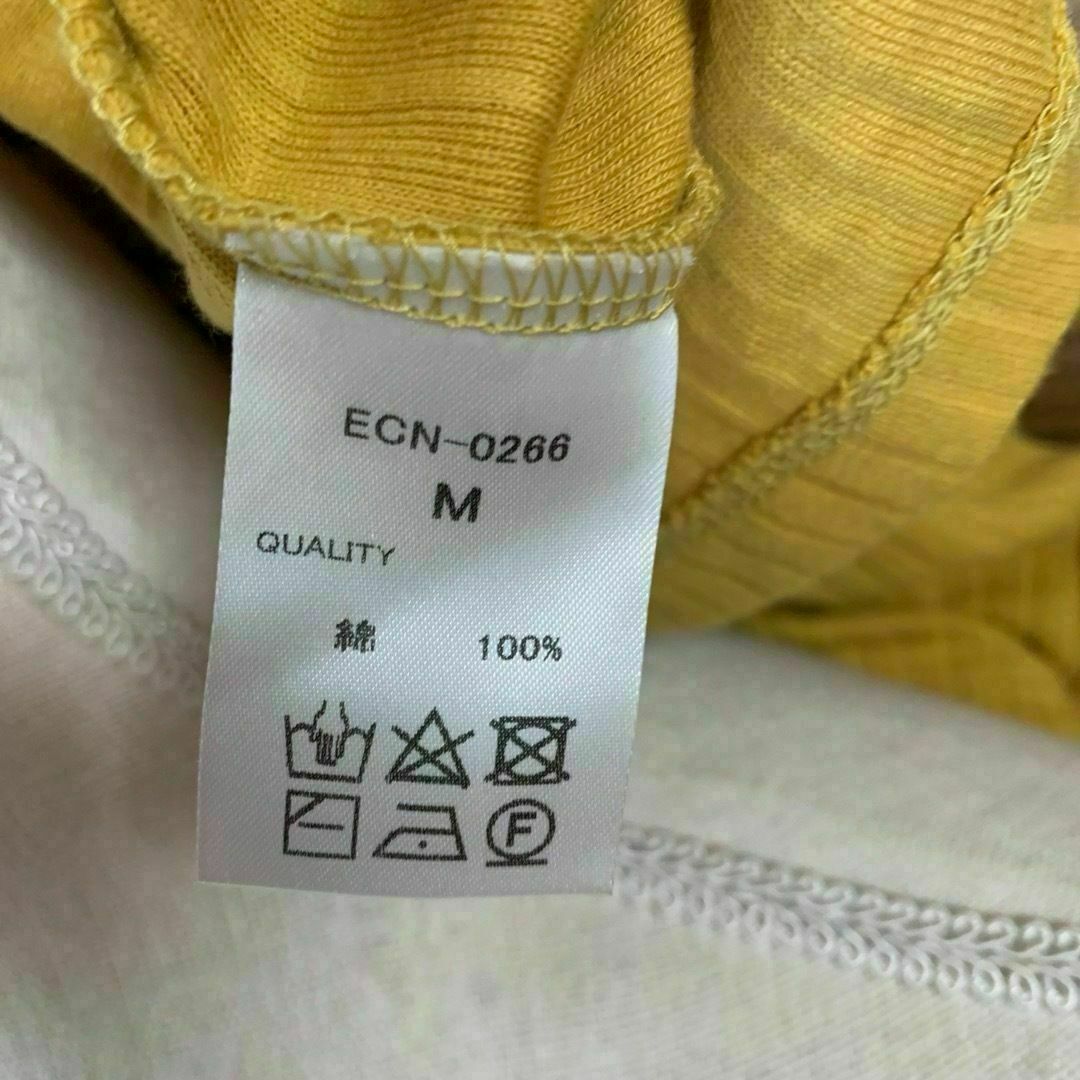 ECN-0266
M
QUALITY
綿 100%
F